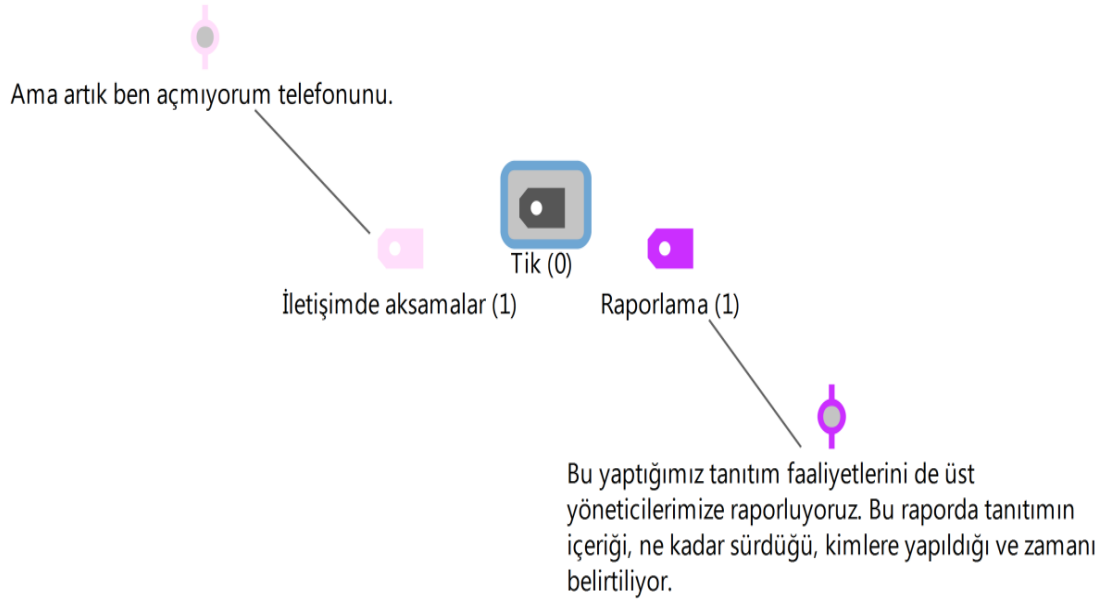 Ama artık ben açmıyorum telefonunu.
Tik (0)
İletişimde aksamalar (1)
Raporlama (1)
Bu yaptığımız tanıtım faaliyetlerini de üst
yöneticilerimize raporluyoruz. Bu raporda tanıtımın
içeriği, ne kadar sürdüğü, kimlere yapıldığı ve zamanı
belirtiliyor.